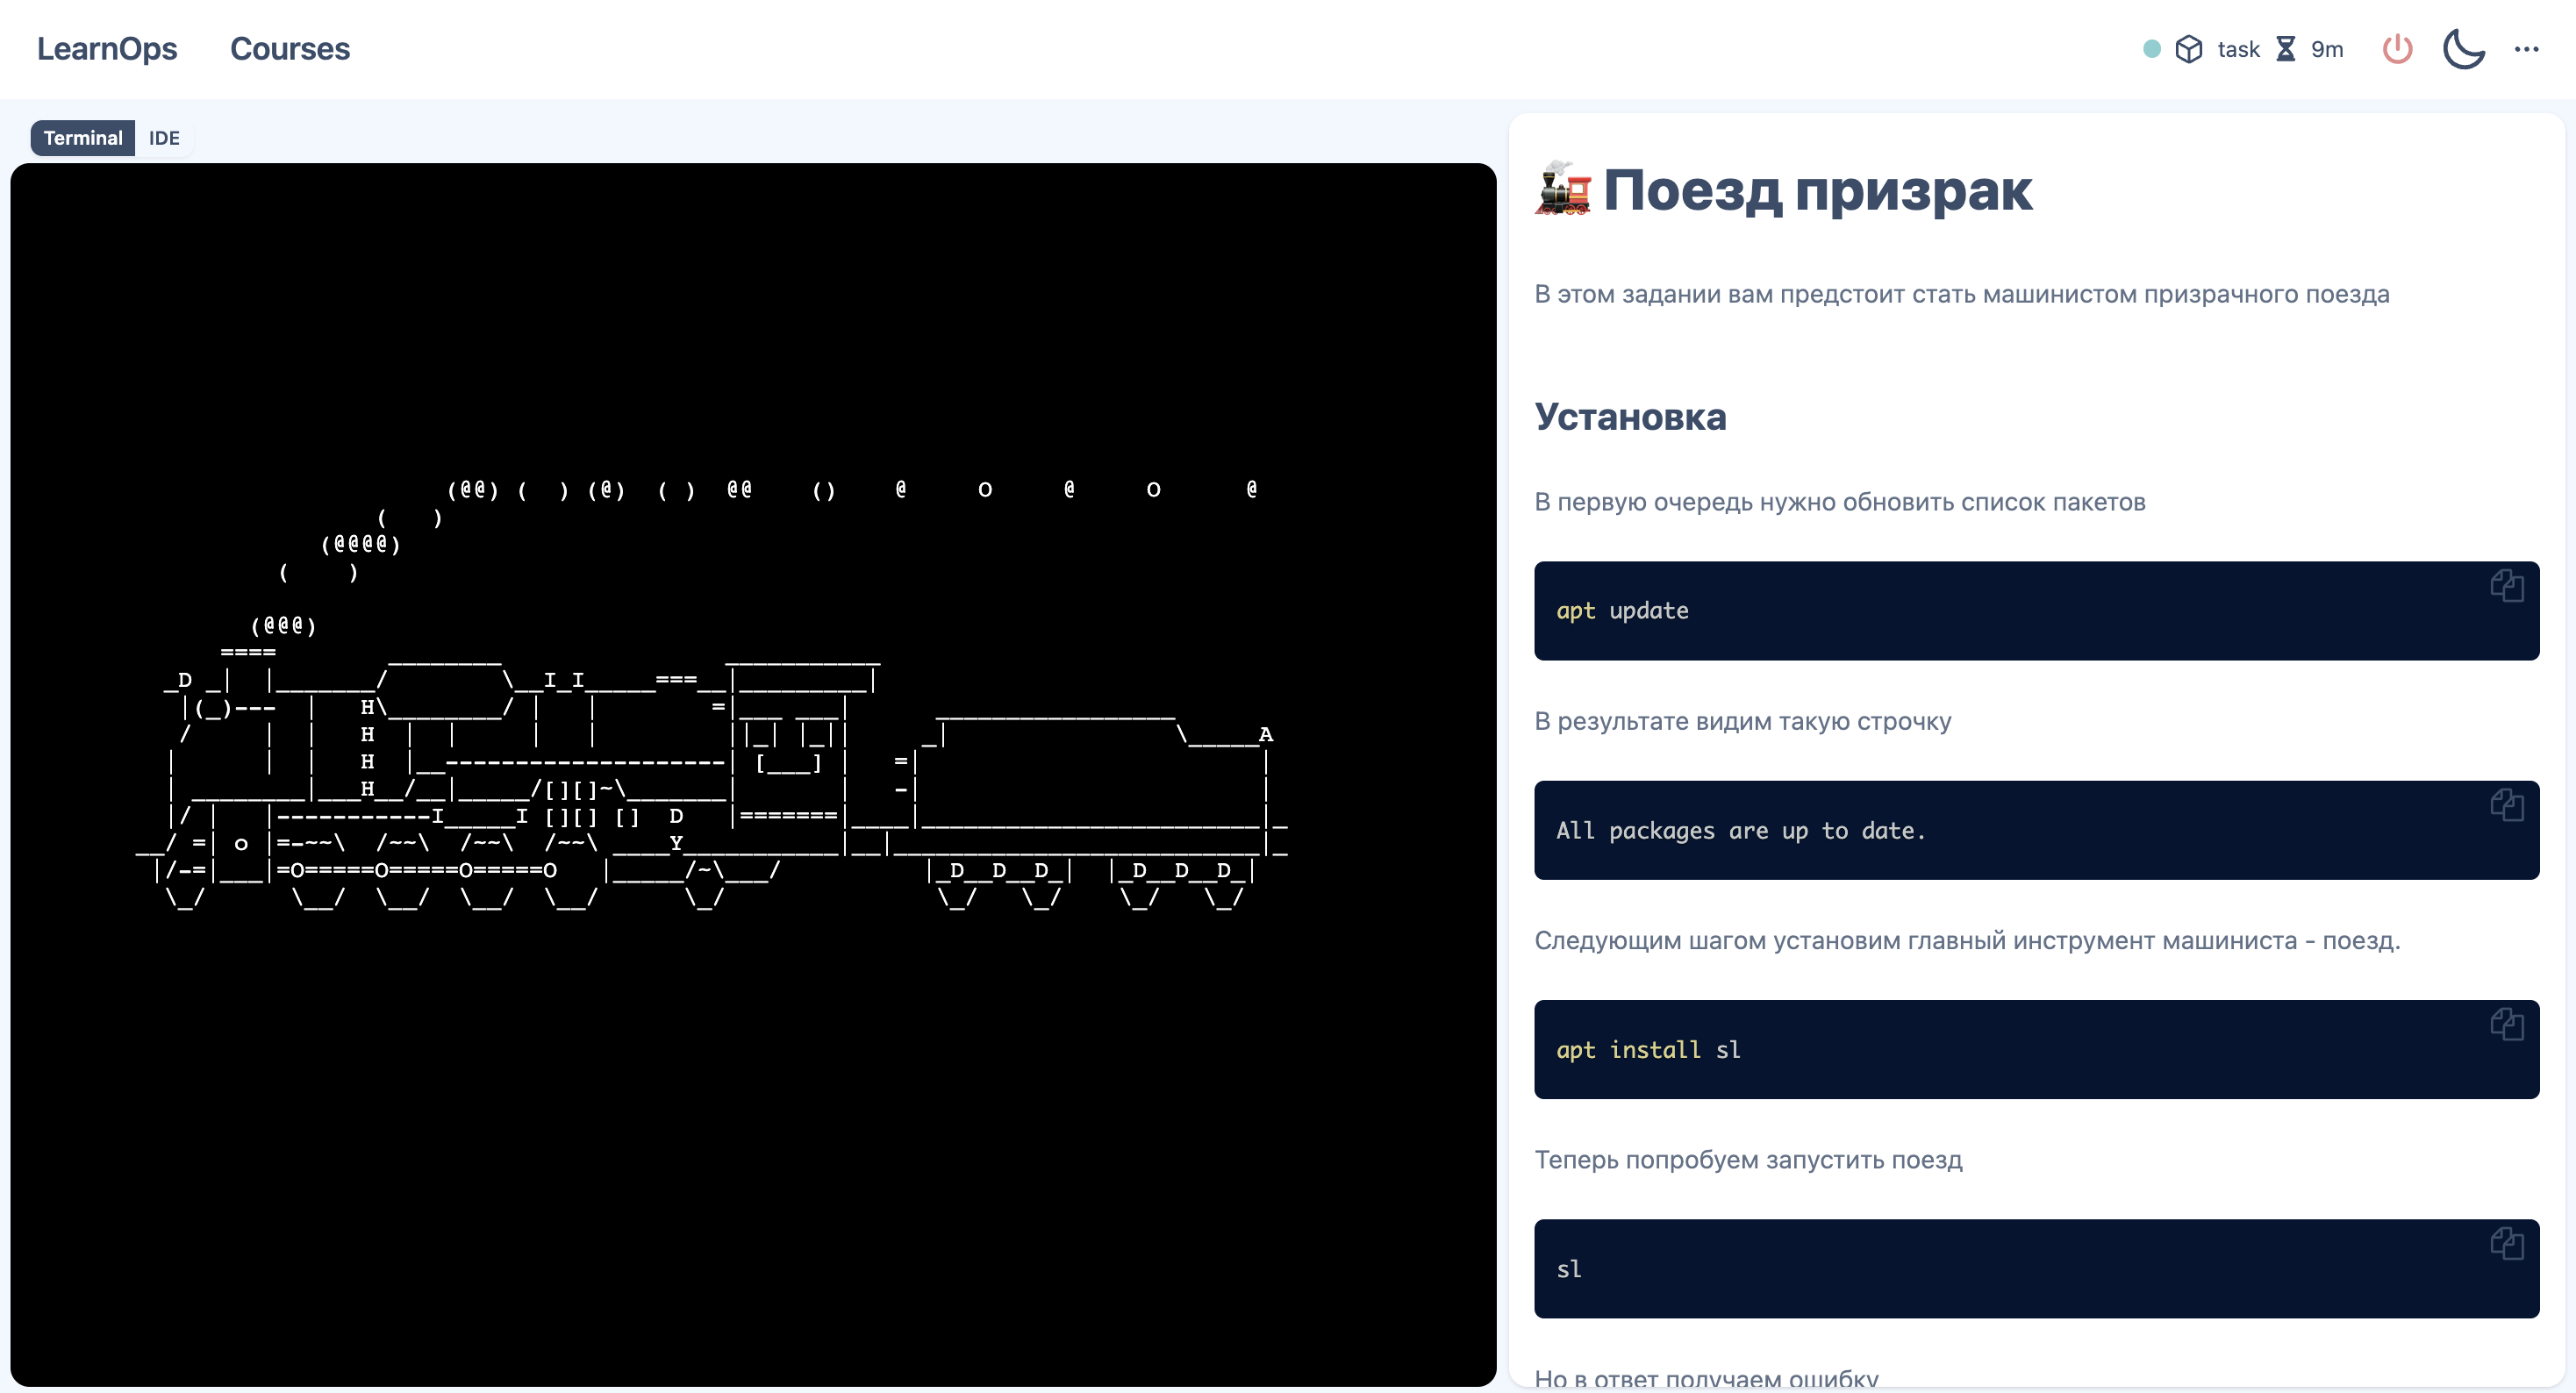 LearnOps Courses task 9m
Terminal IDE
                      (@@) (  ) (@)  ( )  @@    ()    @     O     @     O      @
                 (   )
             (@@@@)
          (    )

        (@@@)
      ====        ________                ___________
  _D _|  |_______/        \__I_I_____===__|_________|
   |(_)---  |   H\________/ |   |        =|___ ___|      _________________
   /     |  |   H  |  |     |   |         ||_| |_||     _|                \_____A
  |      |  |   H  |__--------------------| [___] |   =|                        |
  | ________|___H__/__|_____/[][]~\_______|       |   -|                        |
  |/ |   |-----------I_____I [][] []  D   |=======|____|________________________|_
__/ =| o |=-~~\  /~~\  /~~\  /~~\ ____Y___________|__|__________________________|_
 |/-=|___|=O=====O=====O=====O   |_____/~\___/          |_D__D__D_|  |_D__D__D_|
  \_/      \__/  \__/  \__/  \__/      \_/               \_/   \_/    \_/   \_/
🚂 Поезд призрак
В этом задании вам предстоит стать машинистом призрачного поезда
Установка
В первую очередь нужно обновить список пакетов
apt update
В результате видим такую строчку
All packages are up to date.
Следующим шагом установим главный инструмент машиниста - поезд.
apt install sl
Теперь попробуем запустить поезд
sl
Но в ответ получаем ошибку